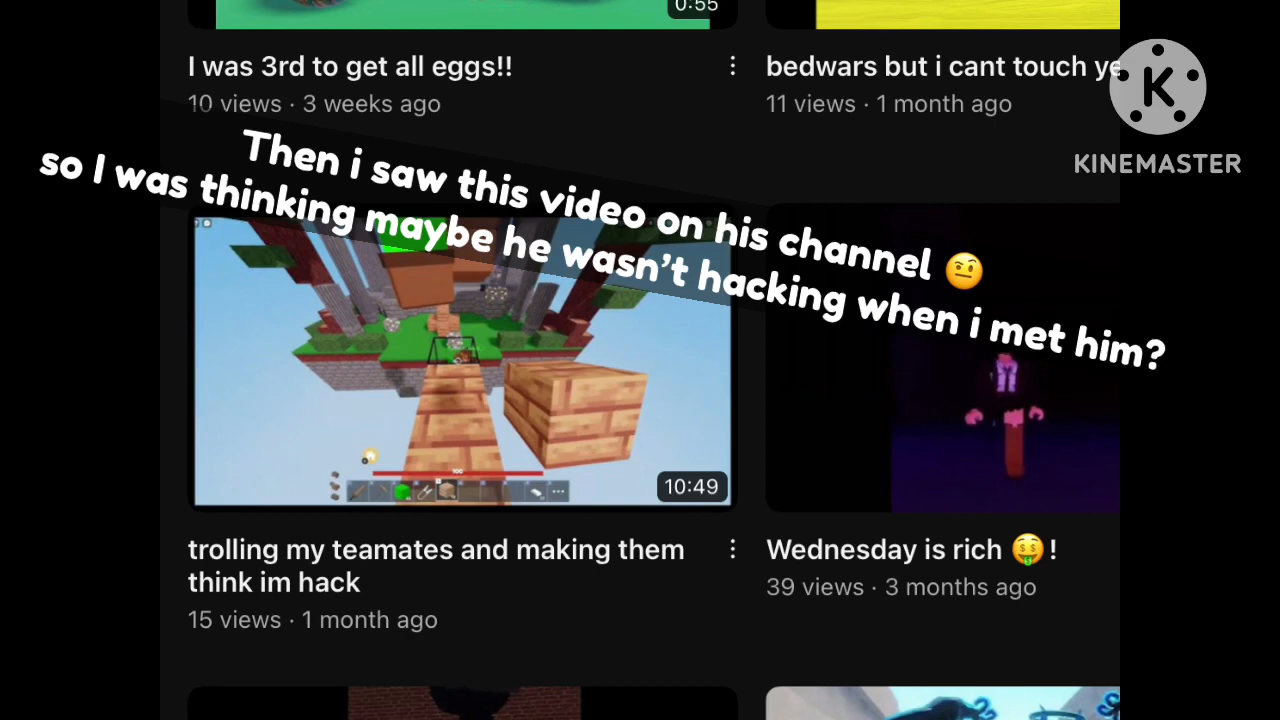 0:55
I was 3rd to get all eggs!!
10 views · 3 weeks ago
bedwars but i cant touch ye
11 views · 1 month ago
K
KINEMASTER
Then i saw this video on his channel 🤨
so I was thinking maybe he wasn't hacking when i met him?
100
10:49
trolling my teamates and making them
think im hack
15 views · 1 month ago
Wednesday is rich 🤑!
39 views · 3 months ago